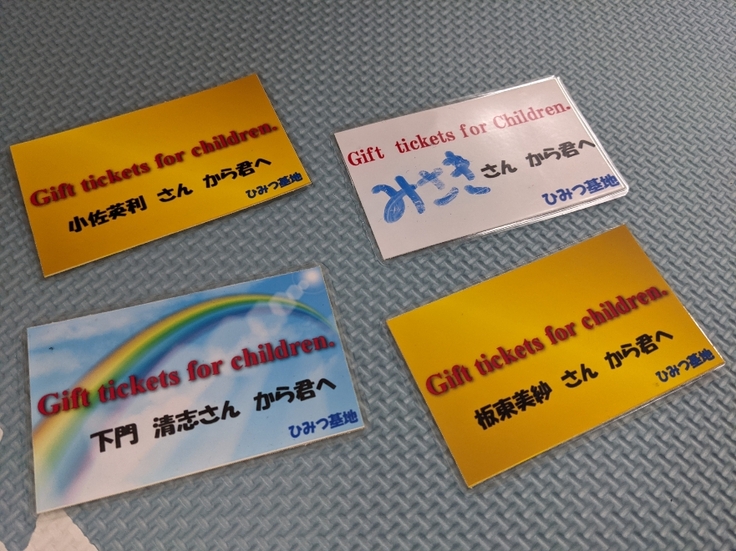 Gift tickets for children.
小佐英利 さん から君へ
ひみつ基地
Gift tickets for Children.
みさき さん から君へ
ひみつ基地
Gift tickets for children.
下門 清志さん から君へ
ひみつ基地
Gift tickets for children.
板東美紗 さん から君へ
ひみつ基地